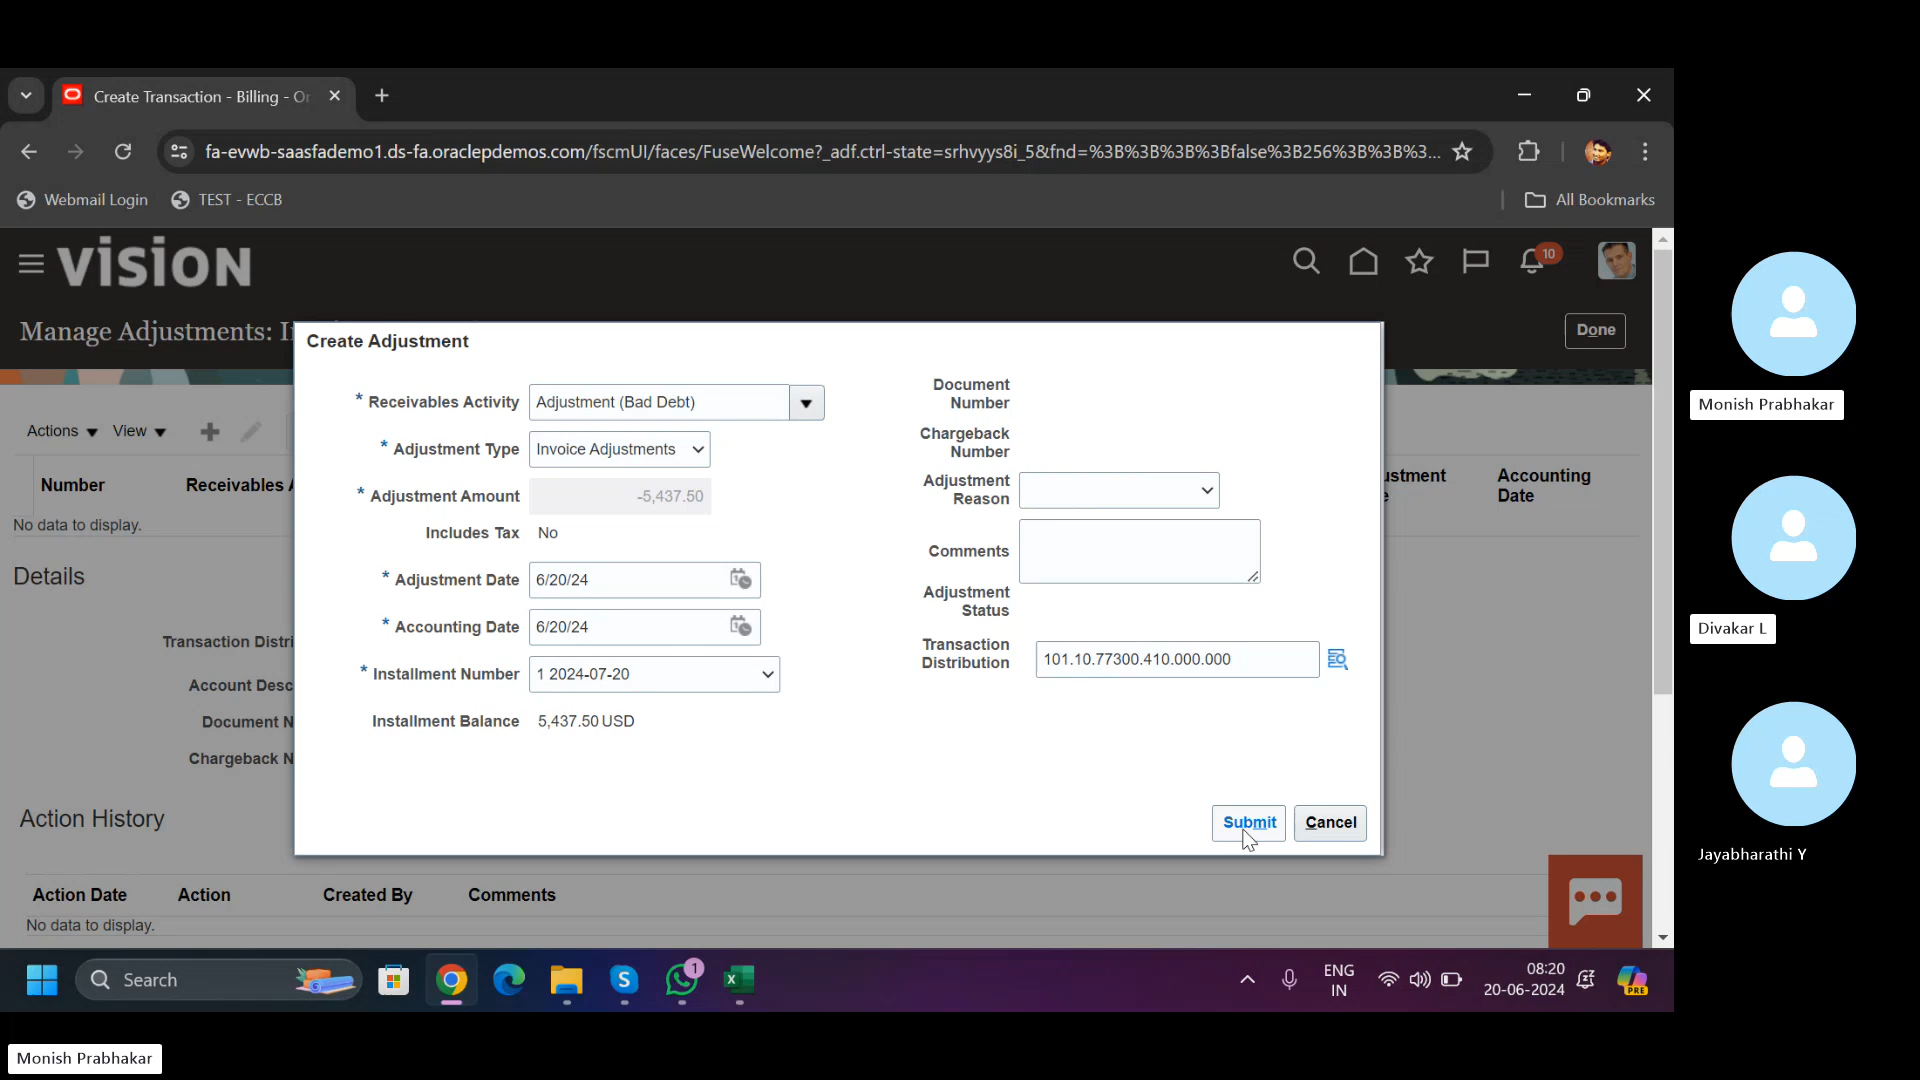 Create Transaction - Billing - Or
fa-evwb-saasfademo1.ds-fa.oraclepdemos.com/fscmUI/faces/FuseWelcome?_adf.ctrl-state=srhvyys8i_5&fnd=%3B%3B%3B%3Bfalse%3B256%3B%3B%3...
Webmail Login
TEST - ECCB
All Bookmarks
VISION
10
Manage Adjustments: I
Done
Create Adjustment
* Receivables Activity Adjustment (Bad Debt)
* Adjustment Type Invoice Adjustments
* Adjustment Amount -5,437.50
Includes Tax No
* Adjustment Date 6/20/24
* Accounting Date 6/20/24
* Installment Number 1 2024-07-20
Installment Balance 5,437.50 USD
Document
Number
Chargeback
Number
Adjustment
Reason
Comments
Adjustment
Status
Transaction
Distribution 101.10.77300.410.000.000
Submit
Cancel
Actions
View
Number
Receivables A
ustment
e
Accounting
Date
No data to display.
Details
Transaction Distri
Account Desc
Document N
Chargeback N
Action History
Action Date
Action
Created By
Comments
No data to display.
Search
1
PRE
ENG
IN
08:20
20-06-2024
Monish Prabhakar
Divakar L
Jayabharathi Y
Monish Prabhakar